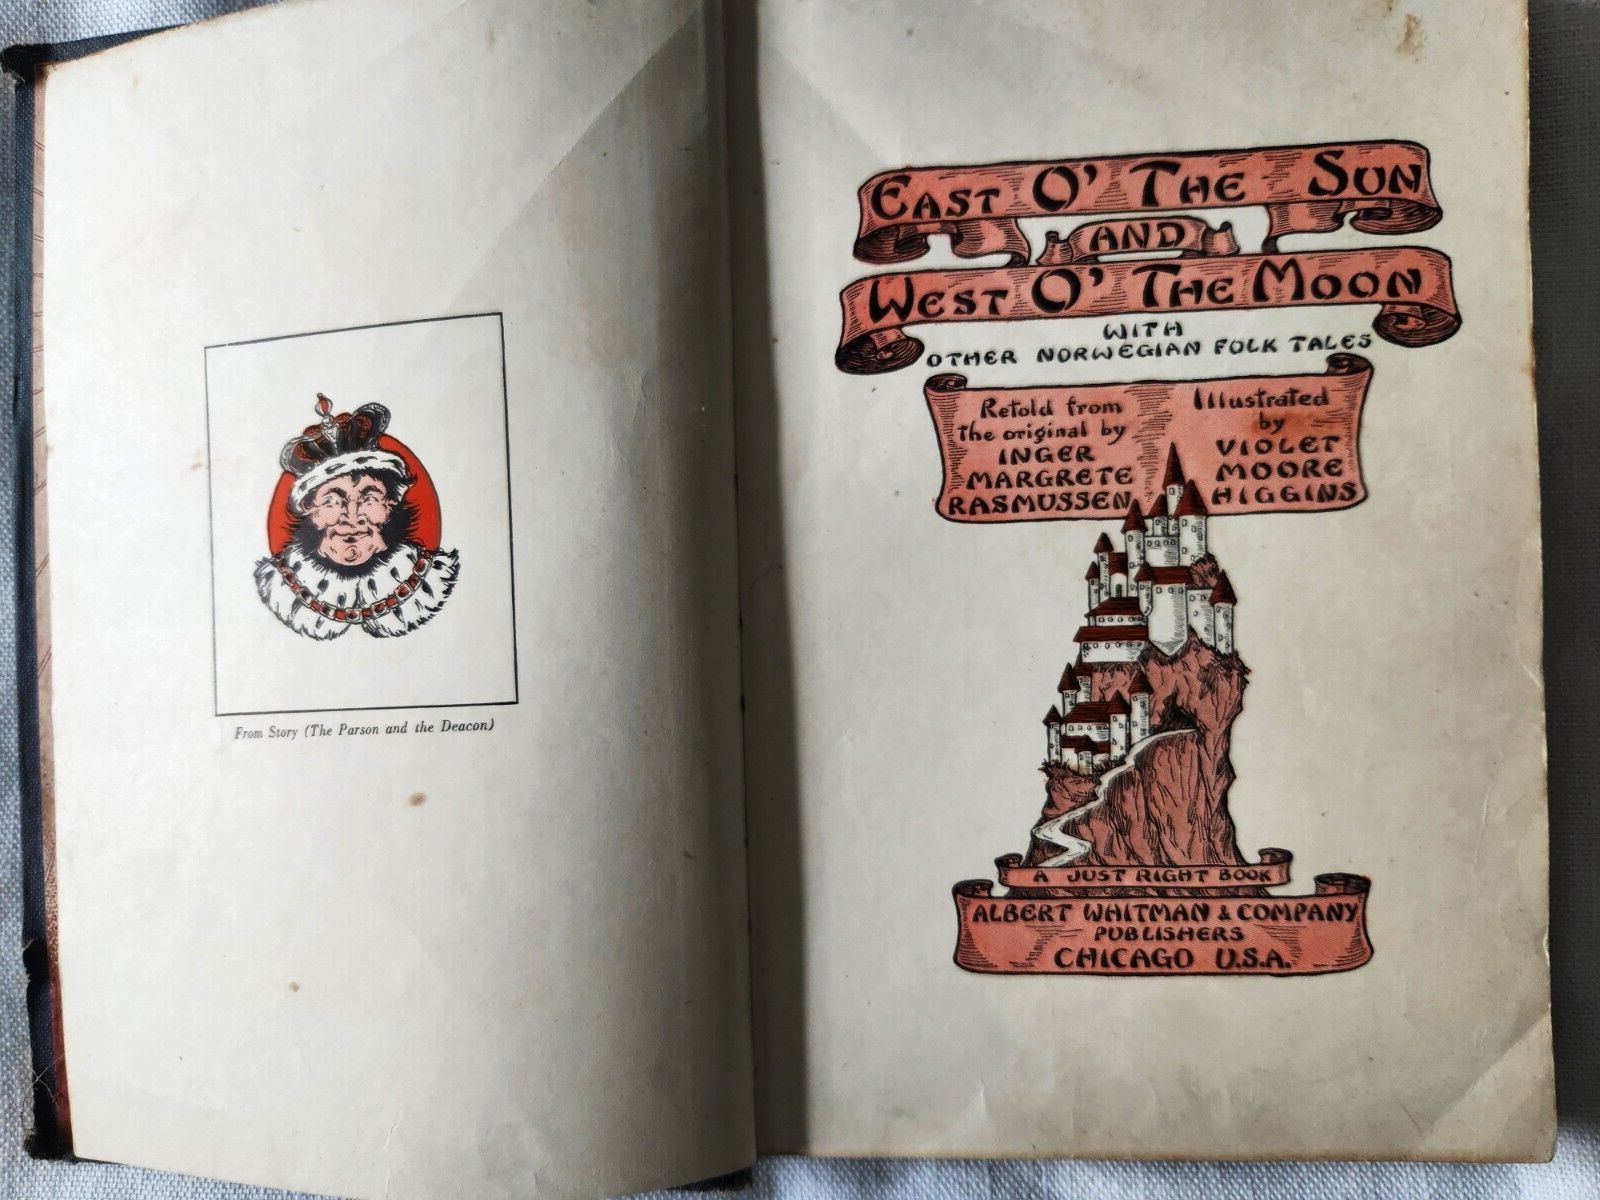 From Story (The Parson and the Deacon)
EAST O' THE SUN
AND
WEST O' THE MOON
WITH
OTHER NORWEGIAN FOLK TALES
Retold from
the original by
INGER
MARGRETE
RASMUSSEN
Illustrated
by
VIOLET
MOORE
HIGGINS
A JUST RIGHT BOOK
ALBERT WHITMAN & COMPANY
PUBLISHERS
CHICAGO U.S.A.